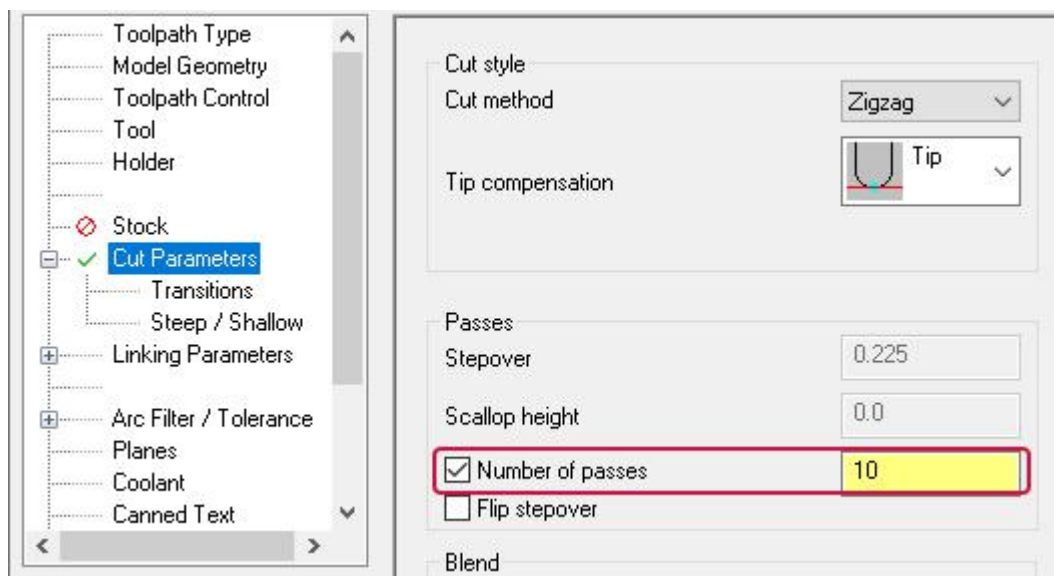 Toolpath Type
Model Geometry
Toolpath Control
Tool
Holder
Stock
Cut Parameters
Transitions
Steep / Shallow
Linking Parameters
Arc Filter / Tolerance
Planes
Coolant
Canned Text
Cut style
Cut method
Zigzag
Tip compensation
Tip
Passes
Stepover
0.225
Scallop height
0.0
Number of passes
10
Flip stepover
Blend